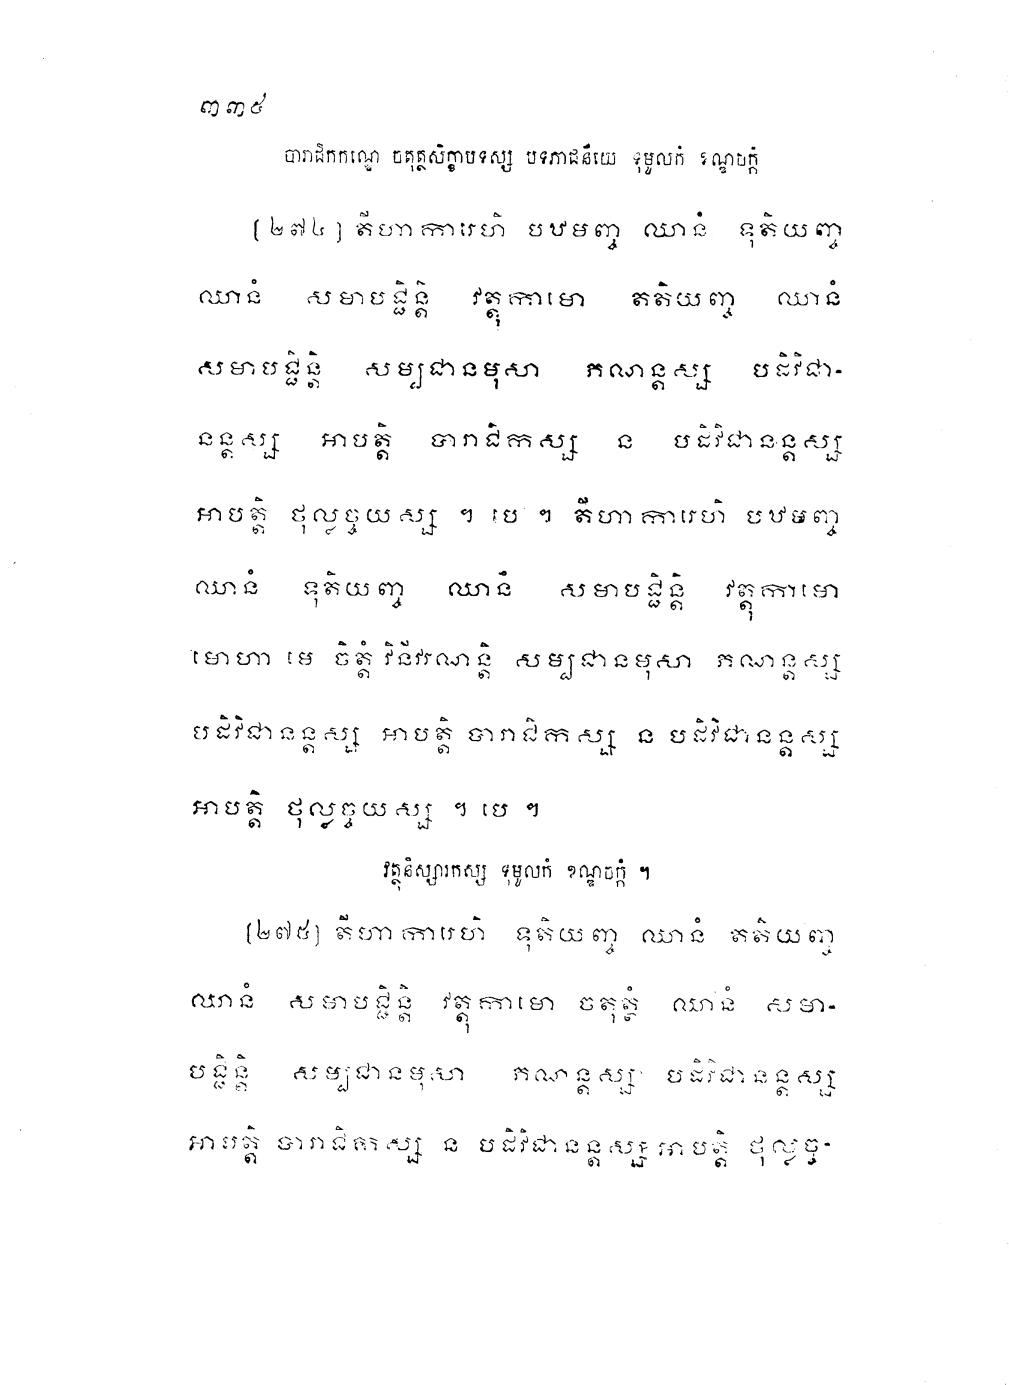 ៣៣៥
បារាជិកកណ្ឌេ ចតុត្ថសិក្ខាបទស្ស បទភាជនីយេ ទុមូលកំ ខណ្ឌចក្កំ
[២៧៤] តីហាការេហិ បឋមញ្ច ឈានំ ទុតិយញ្ច
ឈានំ សមាបជ្ជិន្តិ វត្តុកាមោ តតិយញ្ច ឈានំ
សមាបជ្ជិន្តិ សម្បជានមុសា ភណន្តស្ស បដិវិជា-
នន្តស្ស អាបត្តិ បារាជិកស្ស ន បដិវិជានន្តស្ស
អាបត្តិ ថុល្លច្ចយស្ស ។ បេ ។ តីហាការេហិ បឋមញ្ច
ឈានំ ទុតិយញ្ច ឈានំ សមាបជ្ជិន្តិ វត្តុកាមោ
មោហា មេ ចិត្តំ វិនីវរណន្តិ សម្បជានមុសា ភណន្តស្ស
បដិវិជានន្តស្ស អាបត្តិ បារាជិកស្ស ន បដិវិជានន្តស្ស
អាបត្តិ ថុល្លច្ចយស្ស ។ បេ ។
វត្ថុនិស្សារកស្ស ទុមូលកំ ខណ្ឌចក្កំ ។
[២៧៥] តីហាការេហិ ទុតិយញ្ច ឈានំ តតិយញ្ច
ឈានំ សមាបជ្ជិន្តិ វត្តុកាមោ ចតុត្ថំ ឈានំ សមា-
បជ្ជិន្តិ សម្បជានមុសា ភណន្តស្ស បដិវិជានន្តស្ស
អាបត្តិ បារាជិកស្ស ន បដិវិជានន្តស្ស អាបត្តិ ថុល្លច្ច-